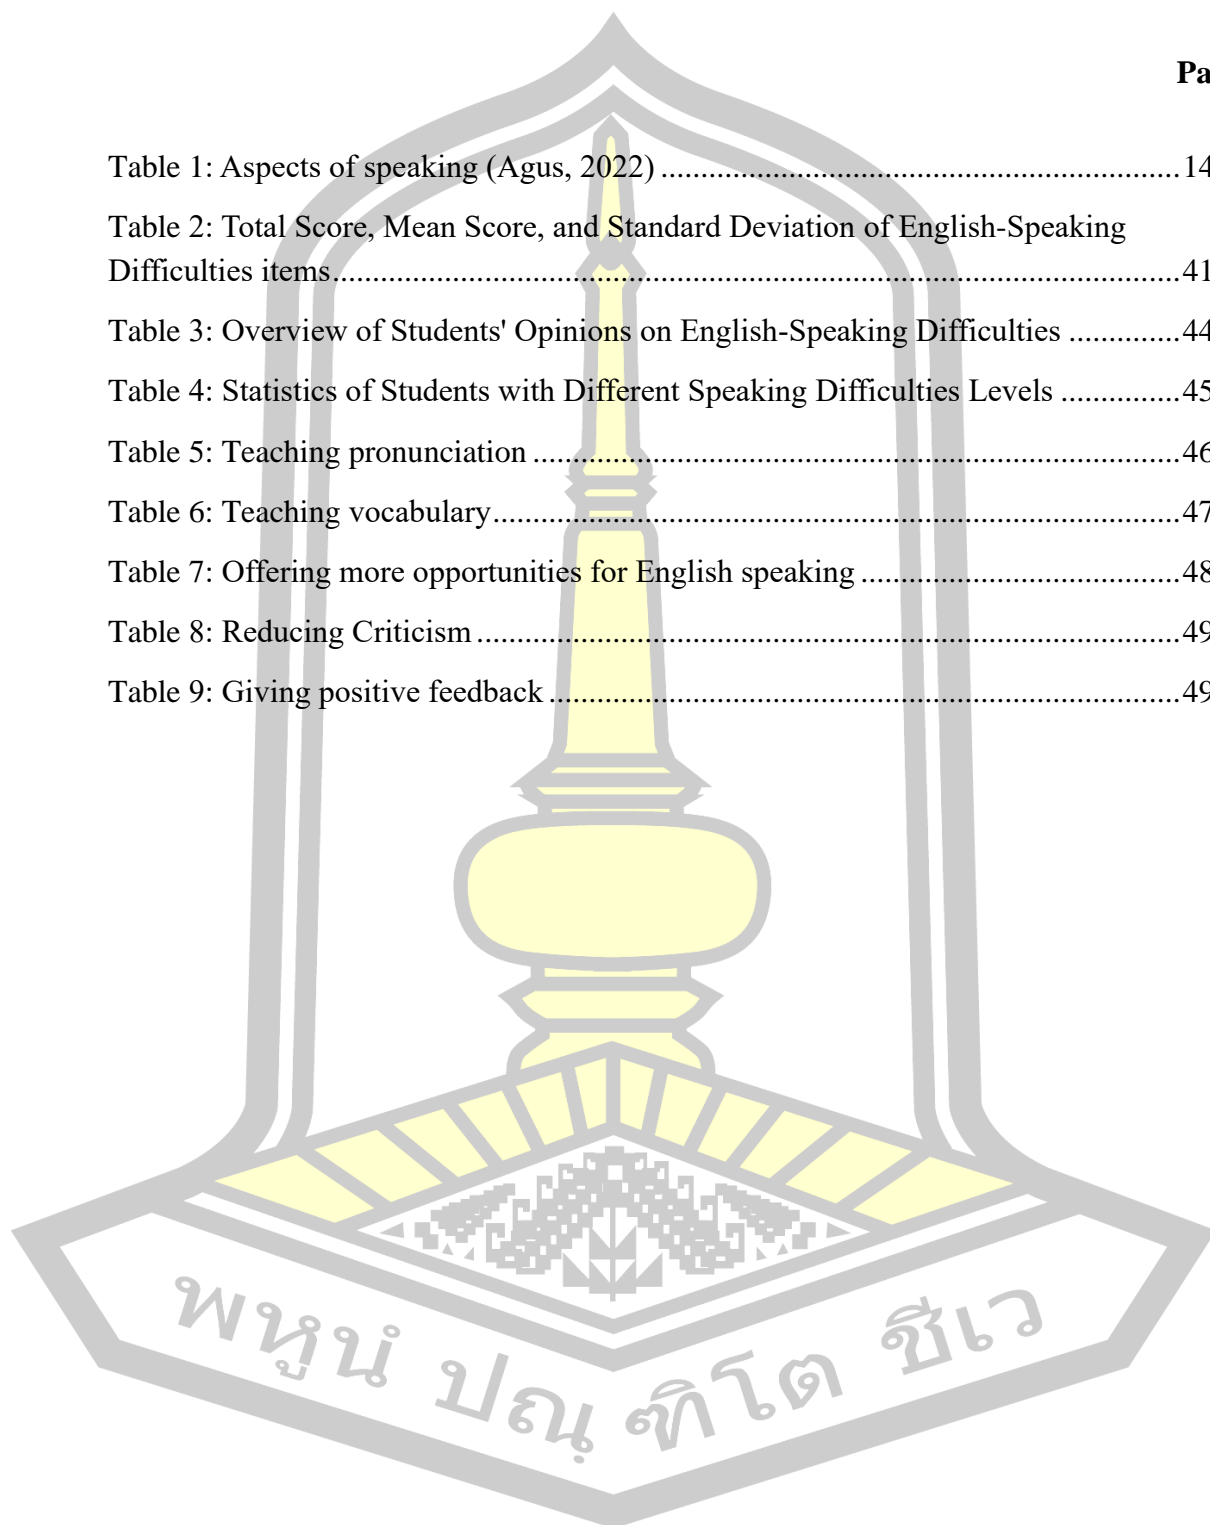 Pa
Table 1: Aspects of speaking (Agus, 2022)........................................................................14
Table 2: Total Score, Mean Score, and Standard Deviation of English-Speaking
Difficulties items........................................................................41
Table 3: Overview of Students' Opinions on English-Speaking Difficulties ..............44
Table 4: Statistics of Students with Different Speaking Difficulties Levels ..............45
Table 5: Teaching pronunciation........................................................................46
Table 6: Teaching vocabulary........................................................................47
Table 7: Offering more opportunities for English speaking ........................................48
Table 8: Reducing Criticism........................................................................49
Table 9: Giving positive feedback........................................................................49
พหูนํ ปณฺฑิโต ชีเว